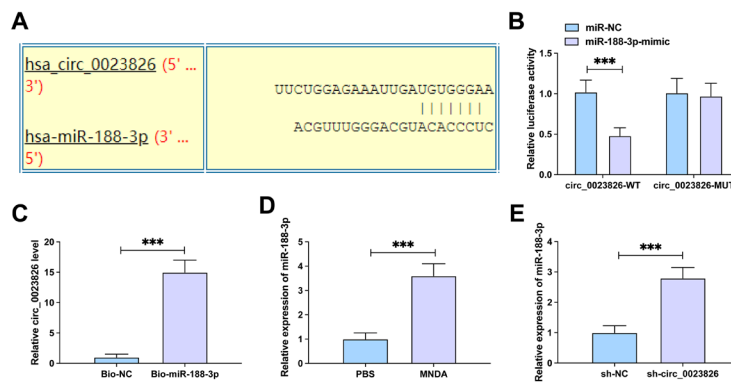 A
hsa_circ_0023826 (5' ...
3')
hsa-miR-188-3p (3' ...
5')
UUCUGGAGAAAUUGAUGUGGGAA
|||||||
ACGUUUGGGACGUACACCCUC
B
miR-NC
miR-188-3p-mimic
Relative luciferase activity
1.5
1.0
0.5
0.0
***
circ_0023826-WT
circ_0023826-MUT
C
Relative circ_0023826 level
20
15
10
5
0
***
Bio-NC
Bio-miR-188-3p
D
Relative expression of miR-188-3p
5
4
3
2
1
0
***
PBS
MNDA
E
Relative expression of miR-188-3p
4
3
2
1
0
***
sh-NC
sh-circ_0023826